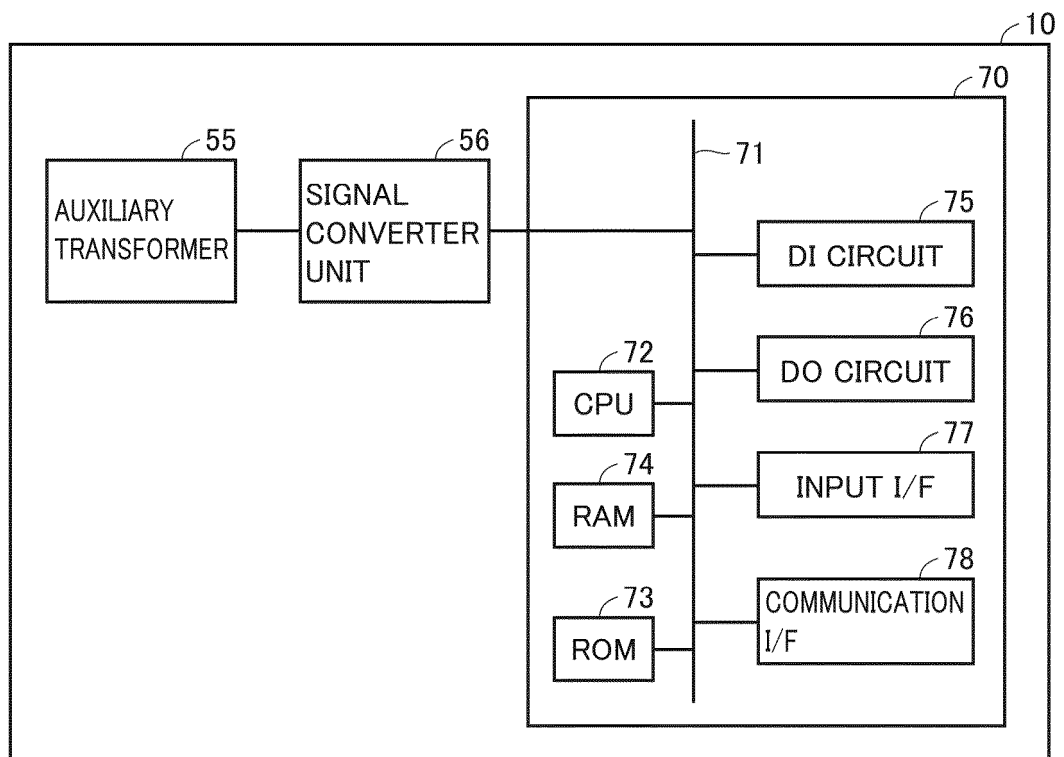 10
70
55
AUXILIARY
TRANSFORMER
56
SIGNAL
CONVERTER
UNIT
71
75
DI CIRCUIT
76
DO CIRCUIT
72
CPU
77
INPUT I/F
74
RAM
78
COMMUNICATION
I/F
73
ROM